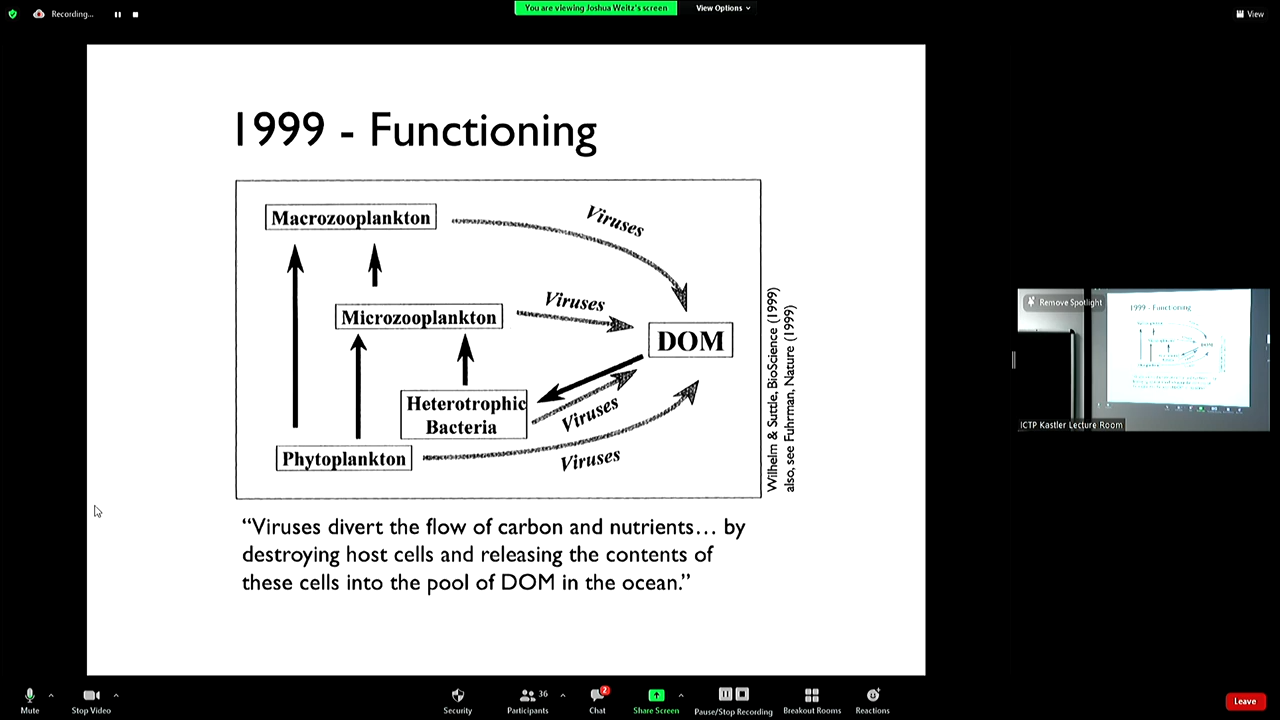 Recording...
You are viewing Joshua Weitz's screen
View Options
View
1999 - Functioning
Macrozooplankton
Viruses
Microzooplankton
Viruses
DOM
Heterotrophic
Bacteria
Viruses
Phytoplankton
Viruses
Wilhelm & Suttle, BioScience (1999)
also, see Fuhrman, Nature (1999)
“Viruses divert the flow of carbon and nutrients... by
destroying host cells and releasing the contents of
these cells into the pool of DOM in the ocean.”
Remove Spotlight
1999 - Functioning
ICTP Kastler Lecture Room
Mute
Stop Video
Security
Participants
36
Chat
2
Share Screen
Pause/Stop Recording
Breakout Rooms
Reactions
Leave